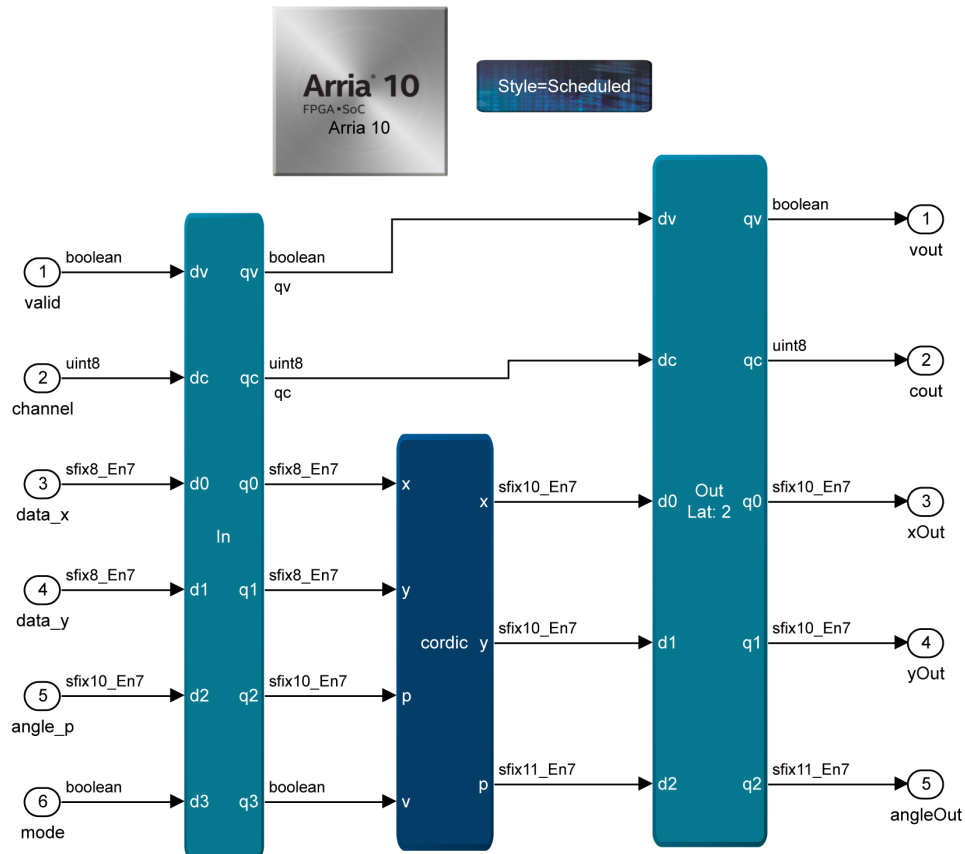 Arria® 10
FPGA•SoC
Arria 10
Style=Scheduled
1
boolean
valid
dv
qv
boolean
qv
dv
qv
boolean
1
vout
2
uint8
channel
dc
qc
uint8
qc
dc
qc
uint8
2
cout
3
sfix8_En7
data_x
d0
q0
sfix8_En7
x
x
sfix10_En7
d0
Out
Lat: 2
q0
sfix10_En7
3
xOut
In
4
sfix8_En7
data_y
d1
q1
sfix8_En7
y
cordic
y
sfix10_En7
d1
q1
sfix10_En7
4
yOut
5
sfix10_En7
angle_p
d2
q2
sfix10_En7
p
p
sfix11_En7
d2
q2
sfix11_En7
5
angleOut
6
boolean
mode
d3
q3
boolean
v